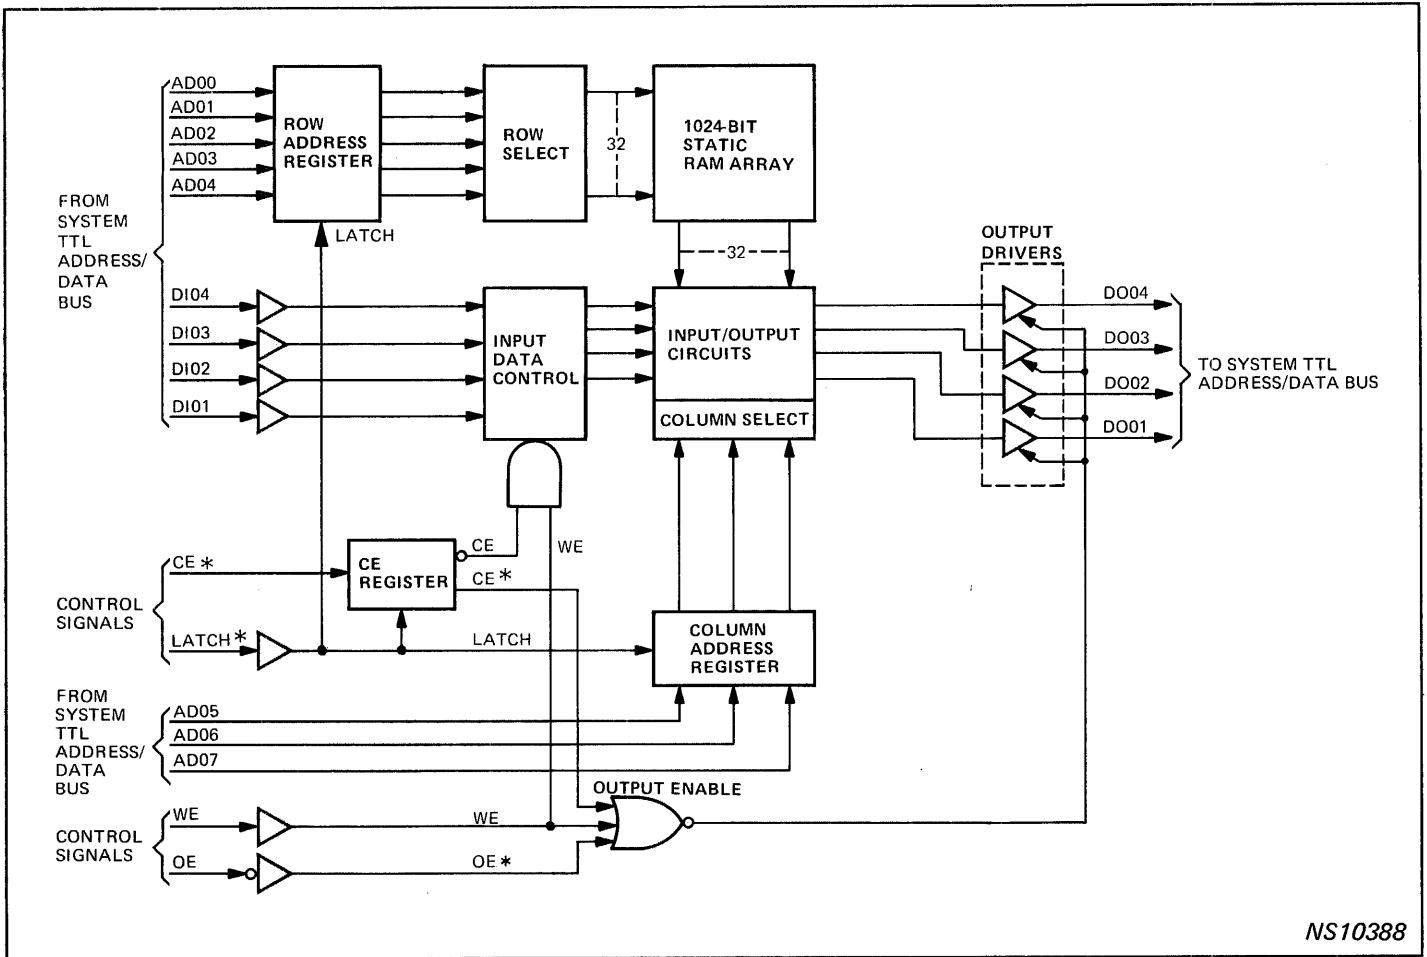 AD00
AD01
AD02
AD03
AD04
ROW
ADDRESS
REGISTER
ROW
SELECT
32
1024-BIT
STATIC
RAM ARRAY
FROM
SYSTEM
TTL
ADDRESS/
DATA
BUS
LATCH
32
OUTPUT
DRIVERS
DI04
DI03
DI02
DI01
INPUT
DATA
CONTROL
INPUT/OUTPUT
CIRCUITS
COLUMN SELECT
DO04
DO03
DO02
DO01
TO SYSTEM TTL
ADDRESS/DATA BUS
CE *
CE
REGISTER
CE
WE
CE *
CONTROL
SIGNALS
LATCH *
LATCH
COLUMN
ADDRESS
REGISTER
FROM
SYSTEM
TTL
ADDRESS/
DATA
BUS
AD05
AD06
AD07
OUTPUT ENABLE
CONTROL
SIGNALS
WE
WE
OE
OE *
NS10388